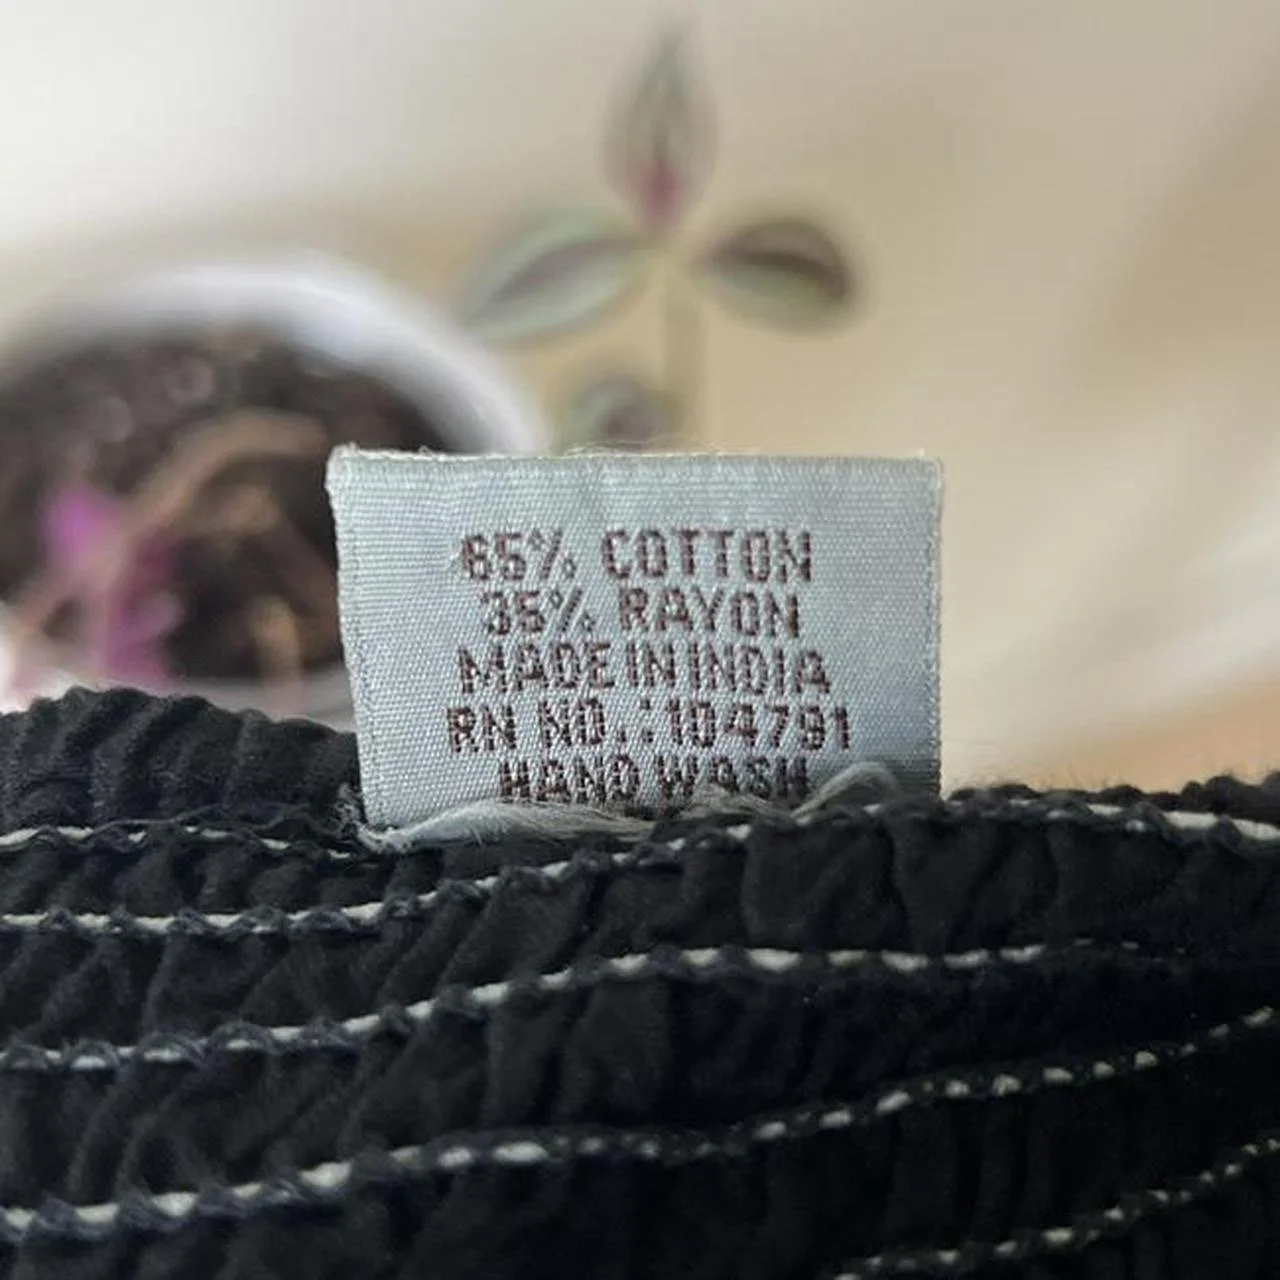 65% COTTON
35% RAYON
MADE IN INDIA
RN NO.:104791
HAND WASH